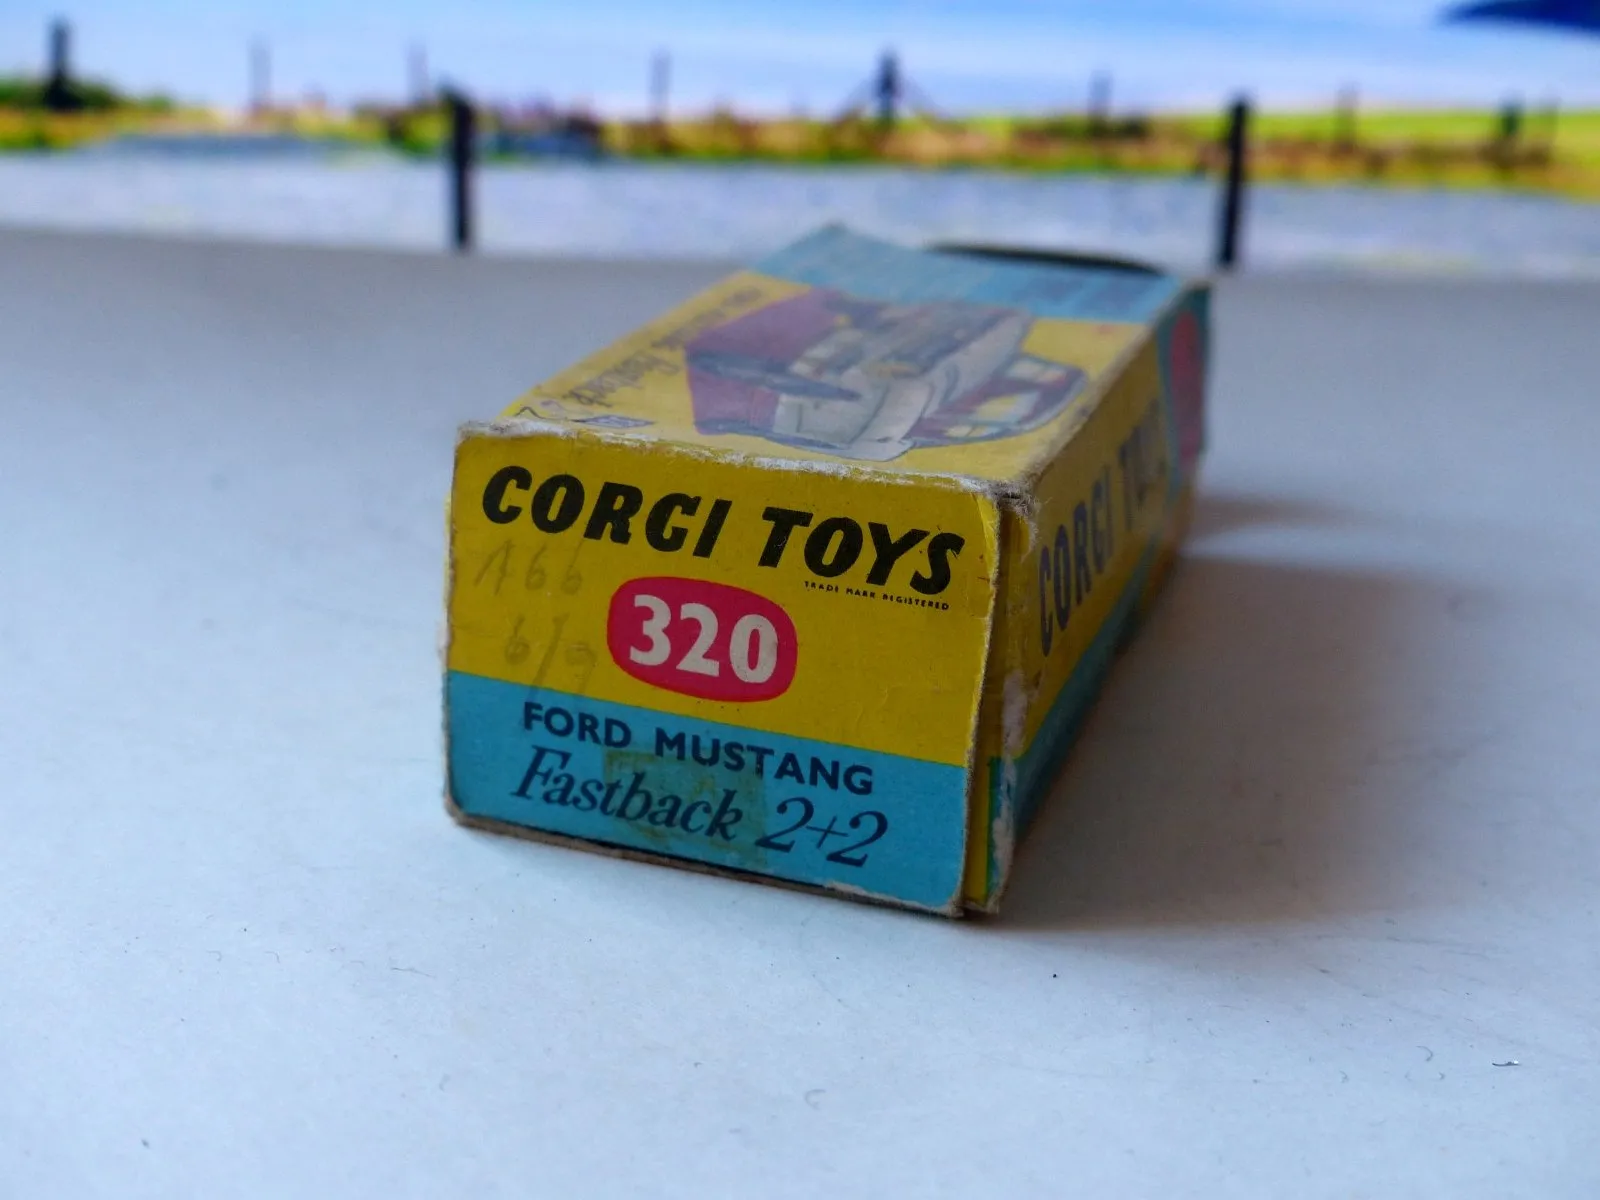 CORGI TOYS
TRADE MARK REGISTERED
320
FORD MUSTANG
Fastback 2+2
CORGI TOYS